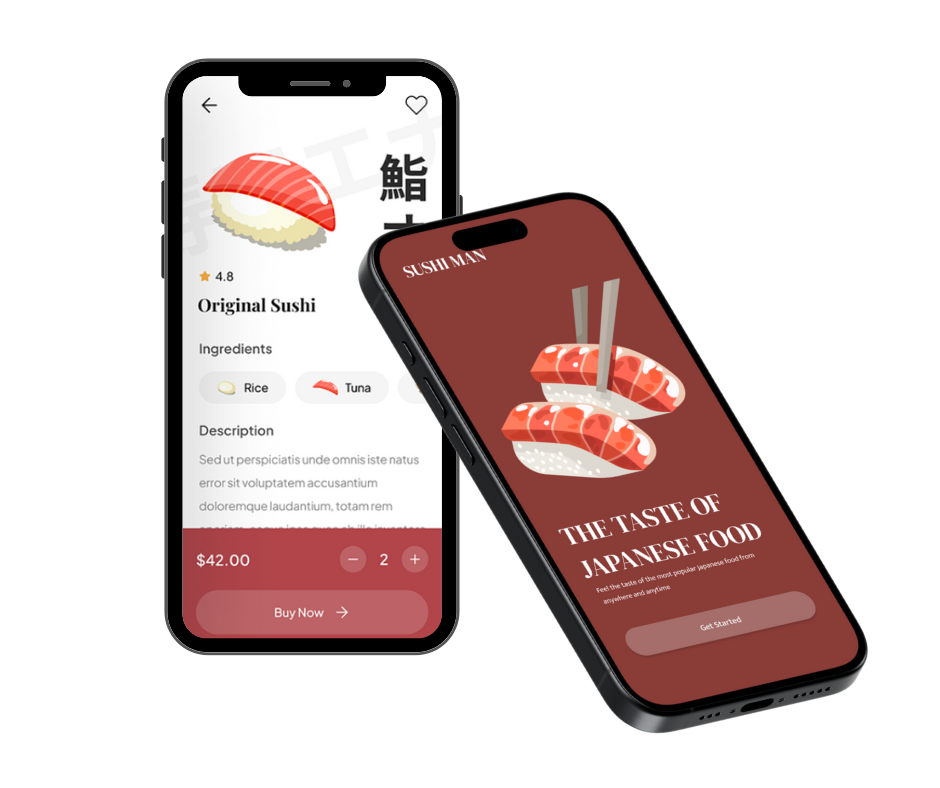 鮨
4.8
Original Sushi
Ingredients
Rice
Tuna
Description
Sed ut perspiciatis unde omnis iste natus
error sit voluptatem accusantium
doloremque laudantium, totam rem
$42.00
2
Buy Now
SUSHI MAN
THE TASTE OF
JAPANESE FOOD
Feel the taste of the most popular Japanese food from
anywhere and anytime
Get Started